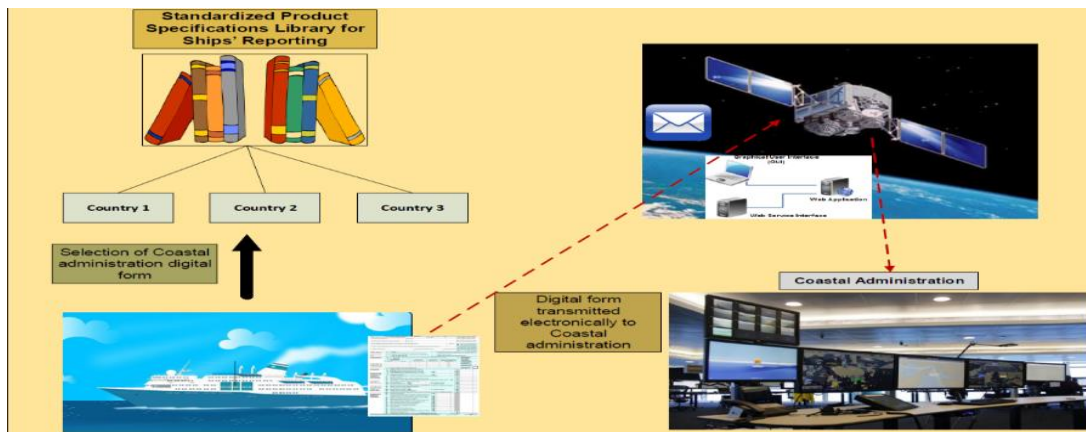 Standardized Product
Specifications Library for
Ships' Reporting
Country 1
Country 2
Country 3
Selection of Coastal
administration digital
form
Graphical User Interface
(GUI)
Web Application
Web Service Interface
Coastal Administration
Digital form
transmitted
electronically to
Coastal
administration